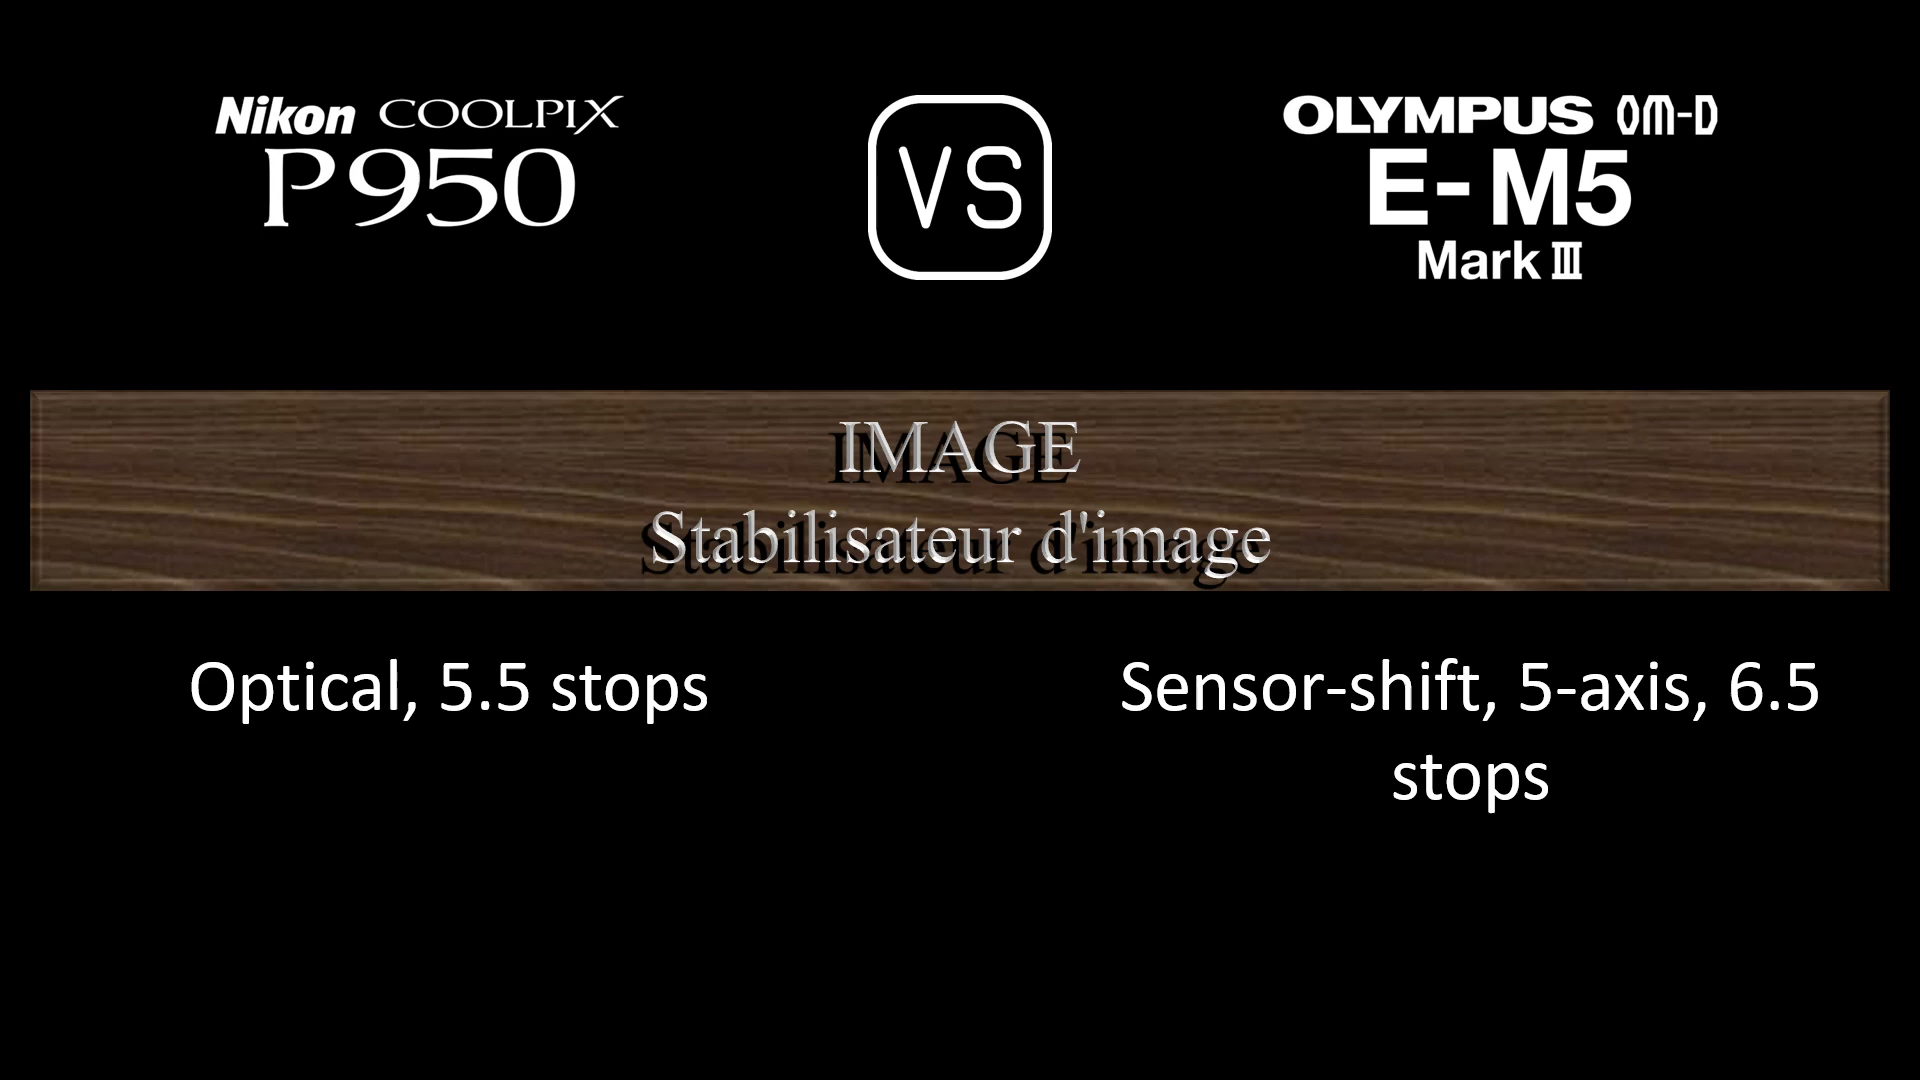 Nikon COOLPIX
P950
VS
OLYMPUS OM-D
E-M5
Mark III
IMAGE
Stabilisateur d'image
Optical, 5.5 stops
Sensor-shift, 5-axis, 6.5
stops